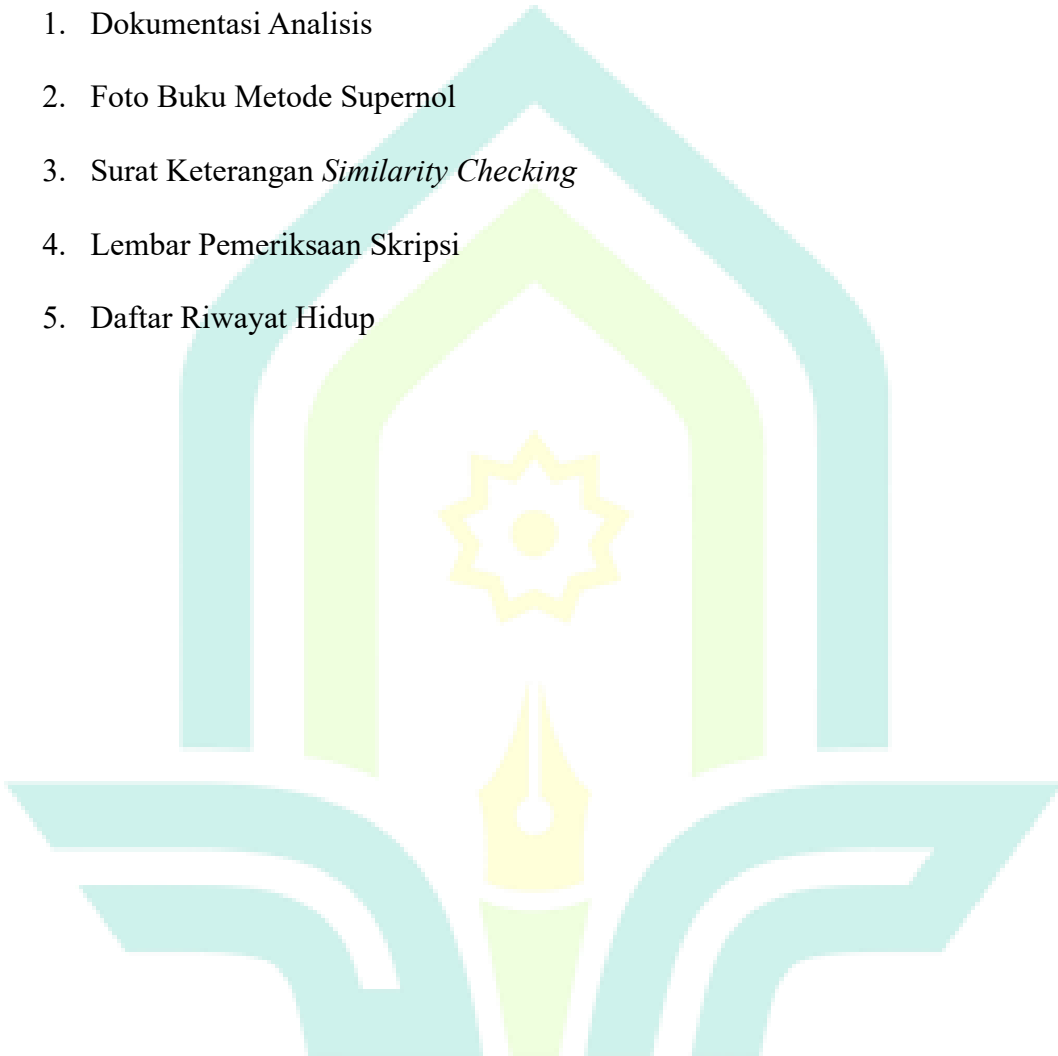 1. Dokumentasi Analisis
2. Foto Buku Metode Supernol
3. Surat Keterangan Similarity Checking
4. Lembar Pemeriksaan Skripsi
5. Daftar Riwayat Hidup